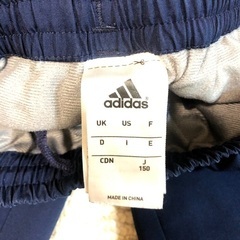 adidas
UK US F
D I E
CDN J
150
MADE IN CHINA